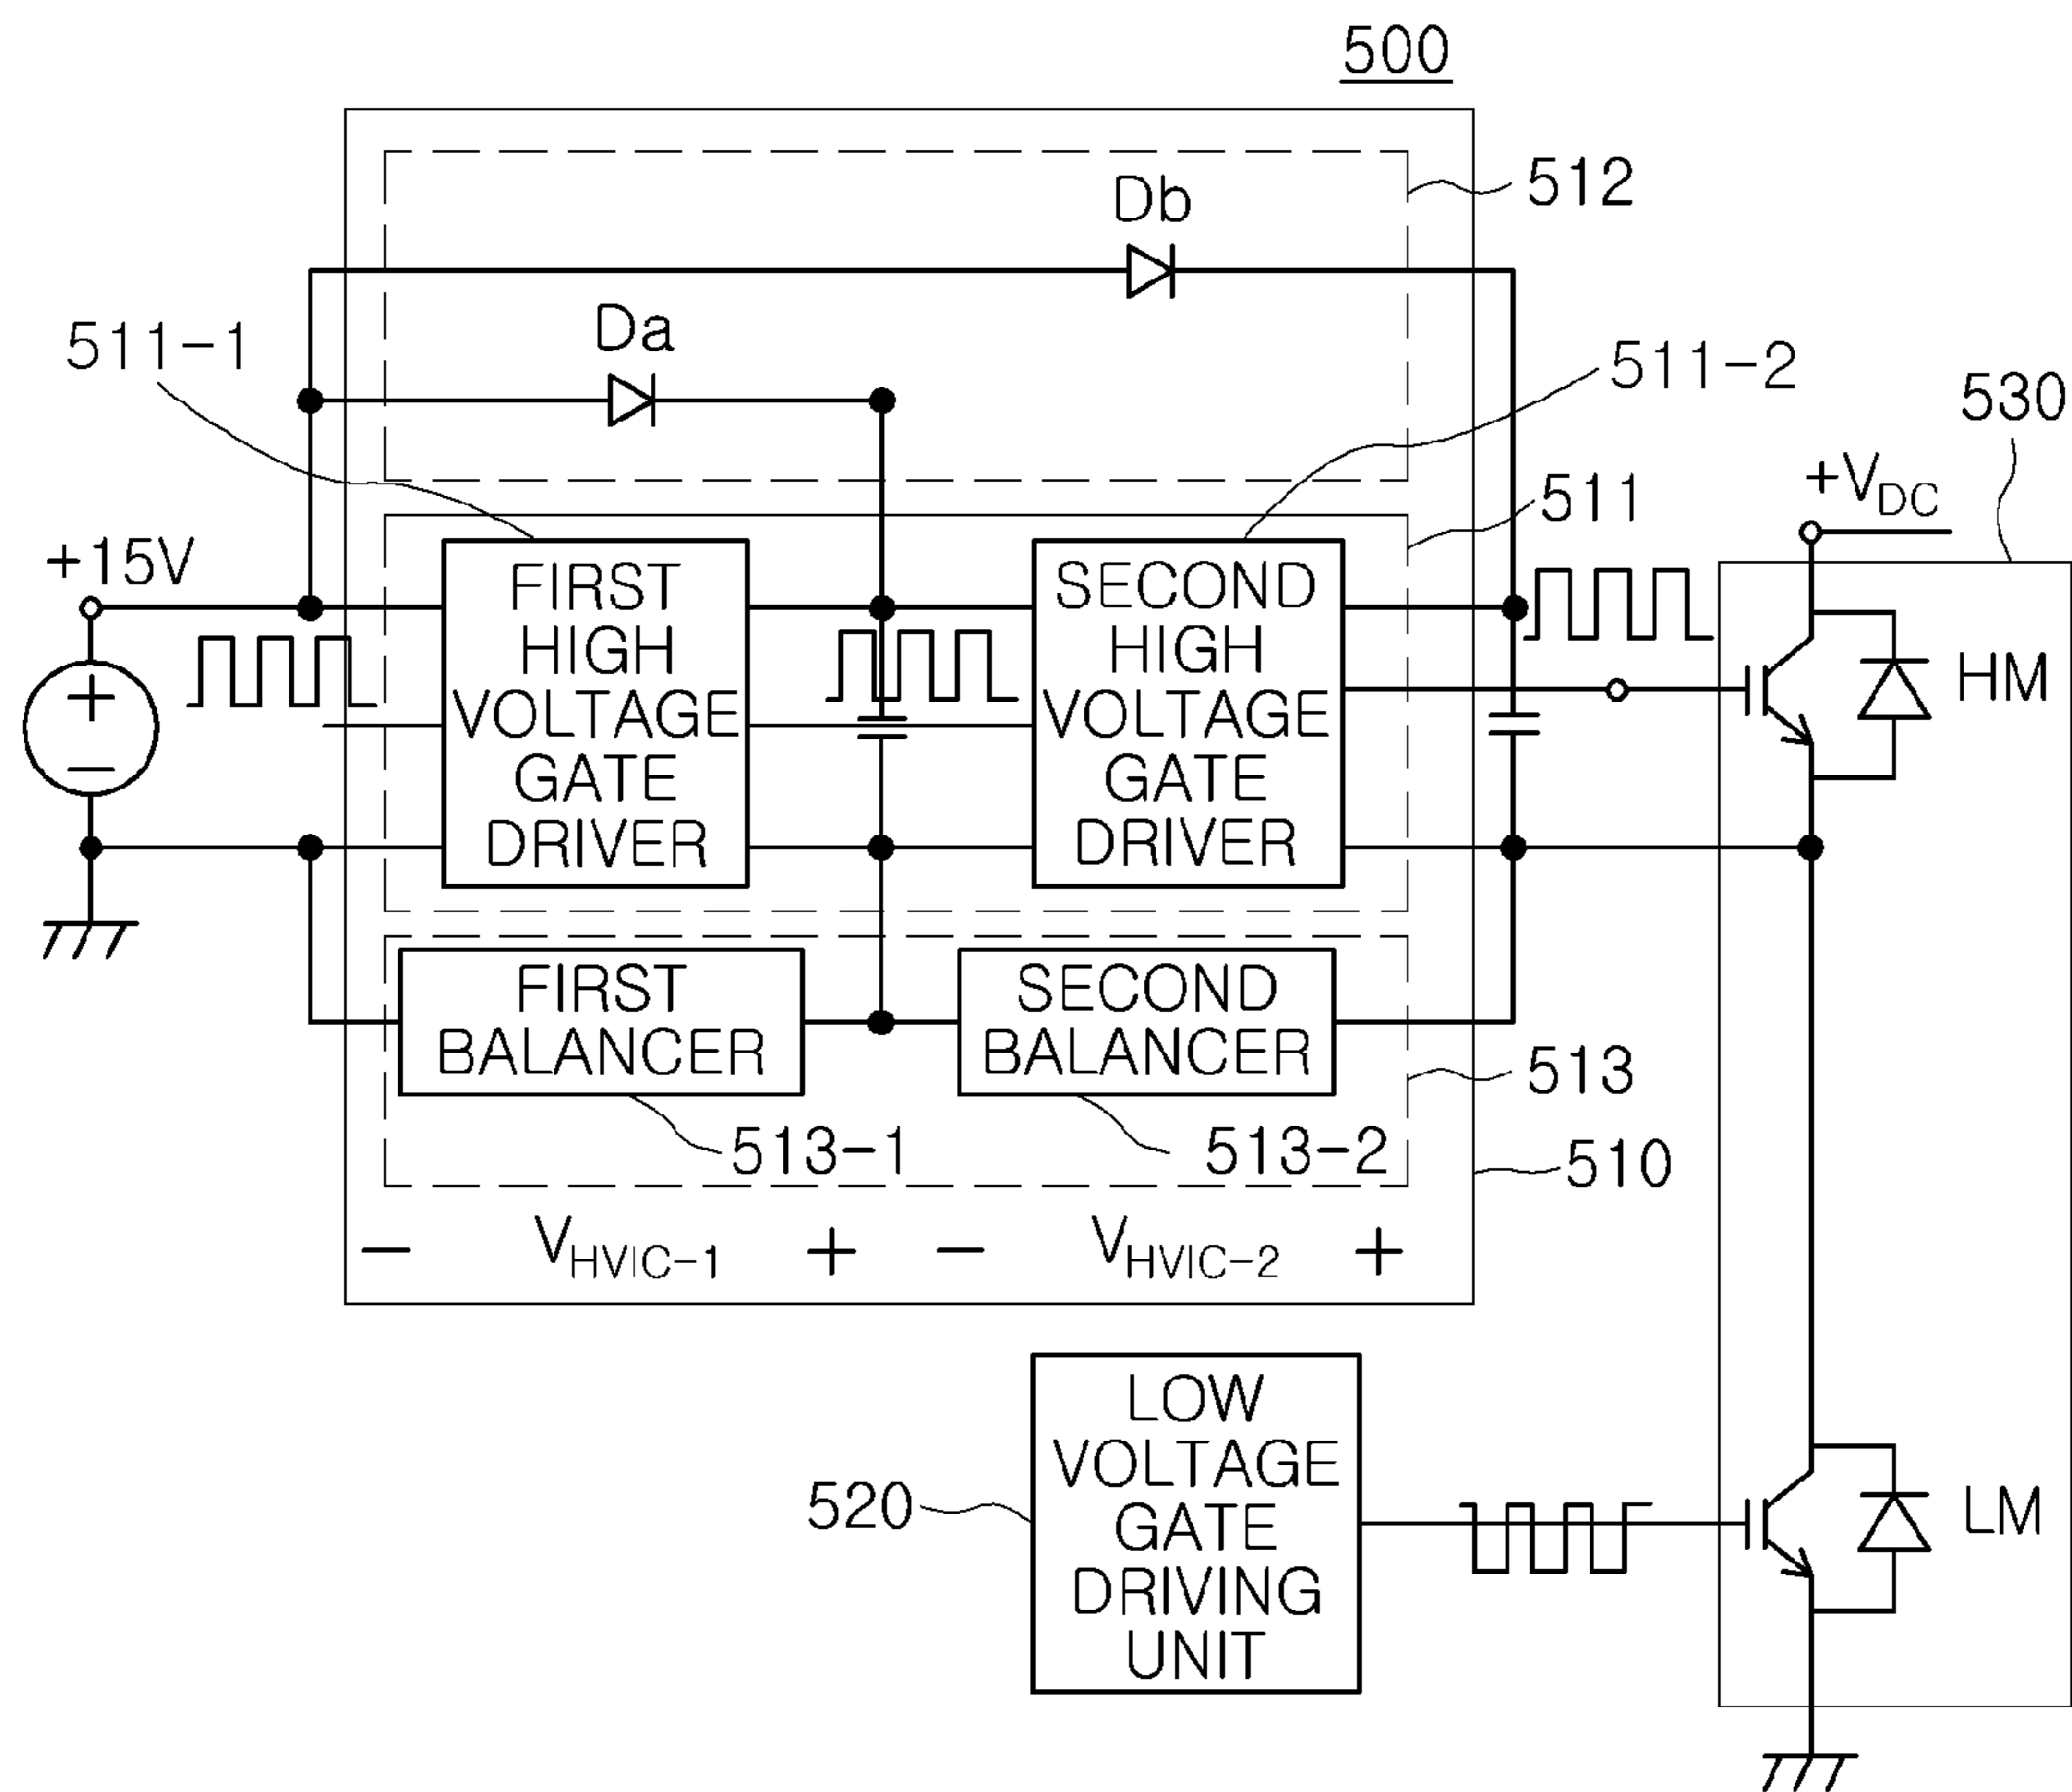 500
512
Db
Da
511-1
511-2
530
511
+V_DC
+15V
FIRST
HIGH
VOLTAGE
GATE
DRIVER
SECOND
HIGH
VOLTAGE
GATE
DRIVER
+
−
HM
FIRST
BALANCER
SECOND
BALANCER
513
513-1
513-2
510
− V_HVIC-1 + − V_HVIC-2 +
LOW
VOLTAGE
GATE
DRIVING
UNIT
520
LM